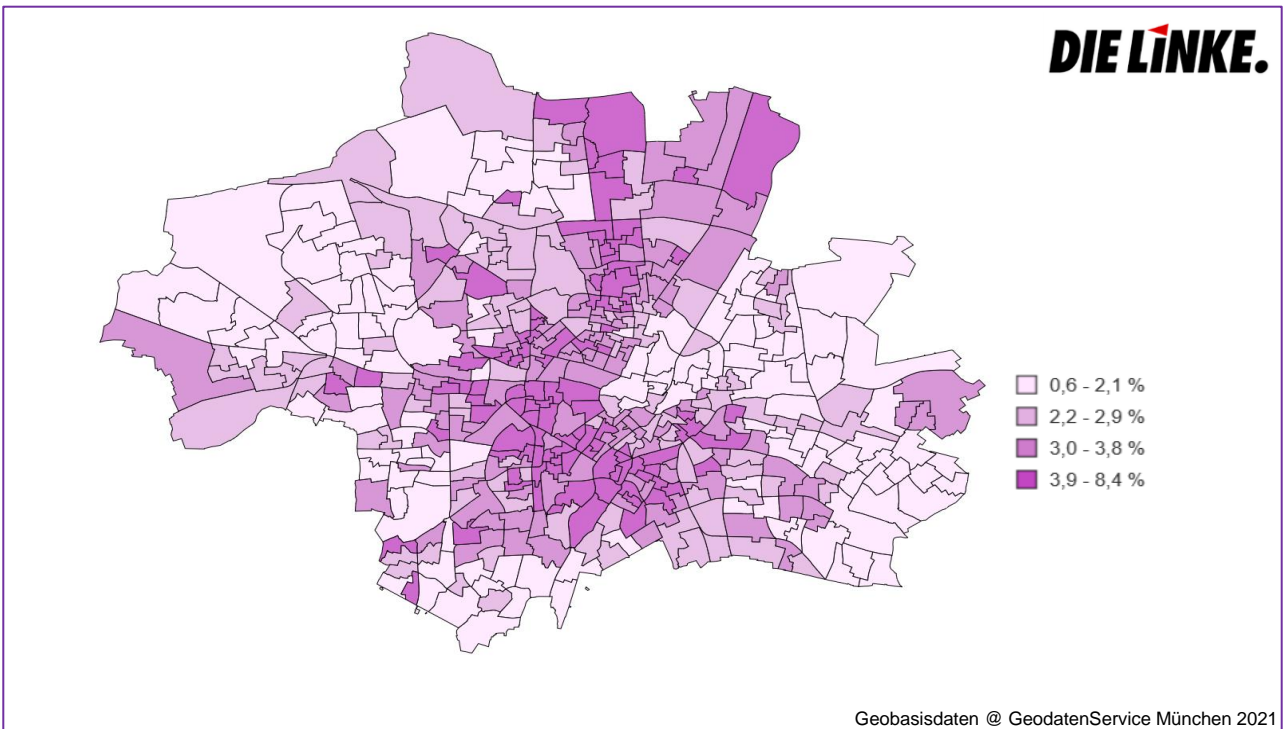 DIE LINKE.
0,6 - 2,1 %
2,2 - 2,9 %
3,0 - 3,8 %
3,9 - 8,4 %
Geobasisdaten @ GeodatenService München 2021